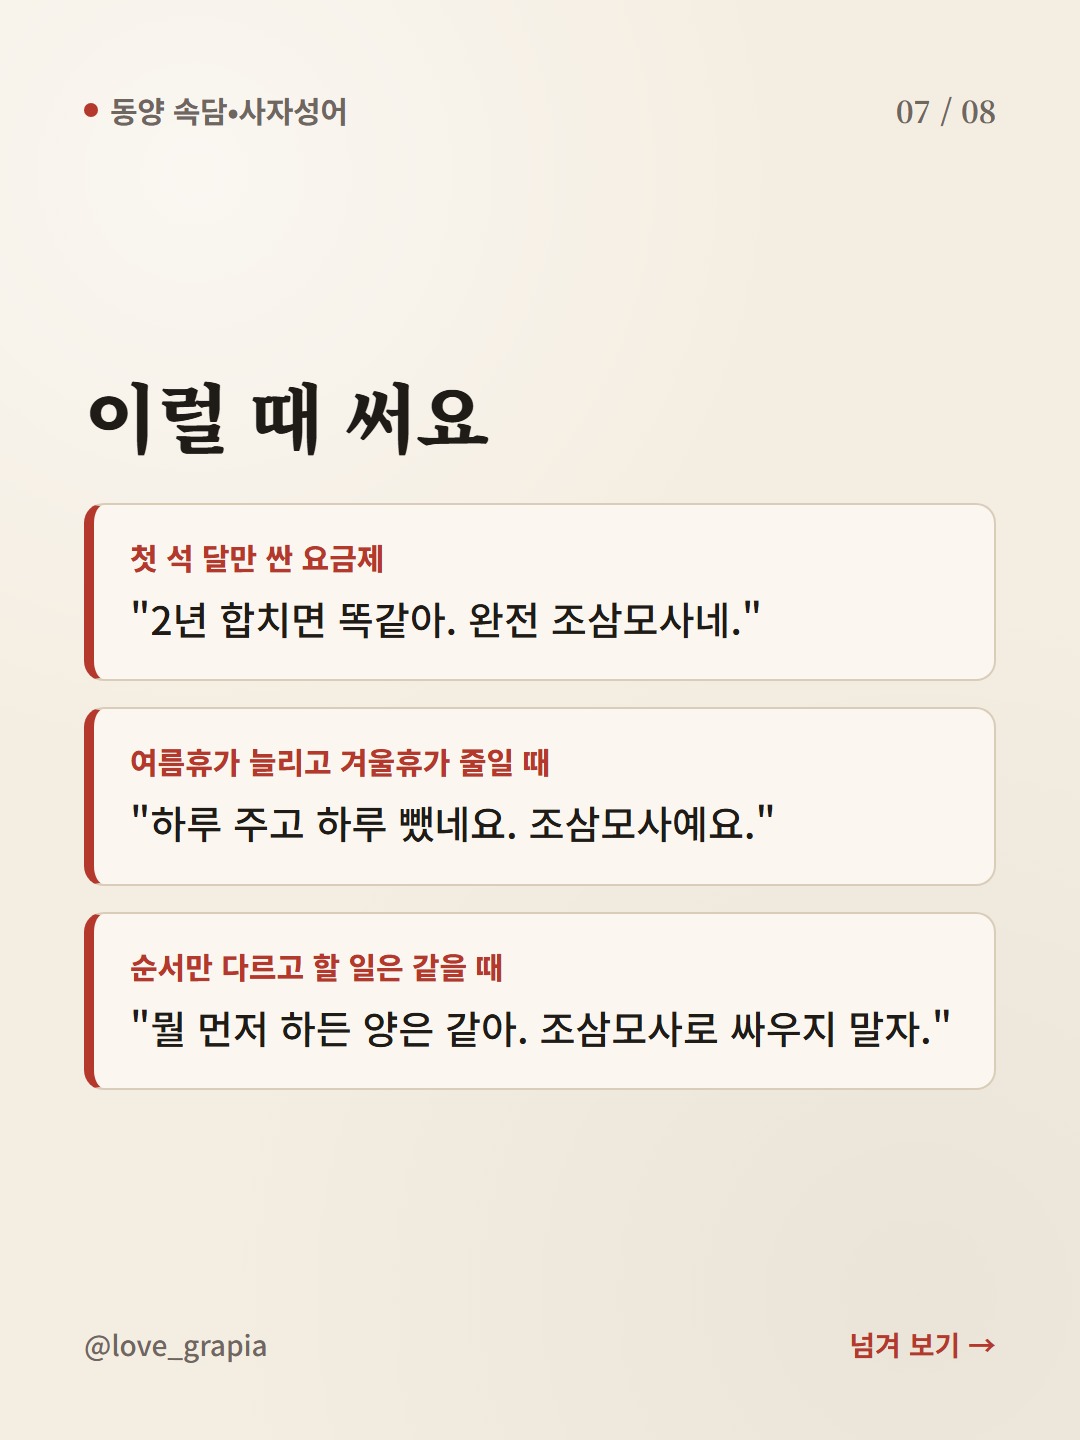 동양 속담•사자성어
07 / 08
이럴 때 써요
첫 석 달만 싼 요금제
"2년 합치면 똑같아. 완전 조삼모사네."
여름휴가 늘리고 겨울휴가 줄일 때
"하루 주고 하루 뺐네요. 조삼모사예요."
순서만 다르고 할 일은 같을 때
"뭘 먼저 하든 양은 같아. 조삼모사로 싸우지 말자."
@love_grapia
넘겨 보기 →